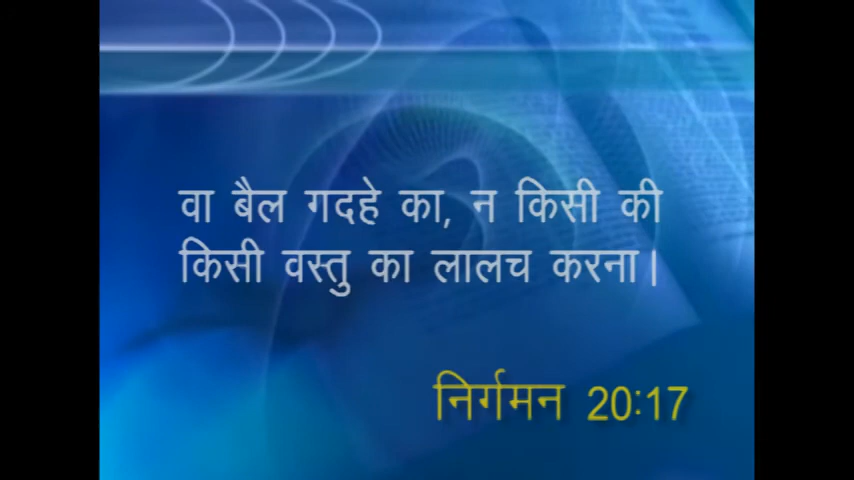 वा बैल गदहे का, न किसी की
किसी वस्तु का लालच करना।
निर्गमन 20:17